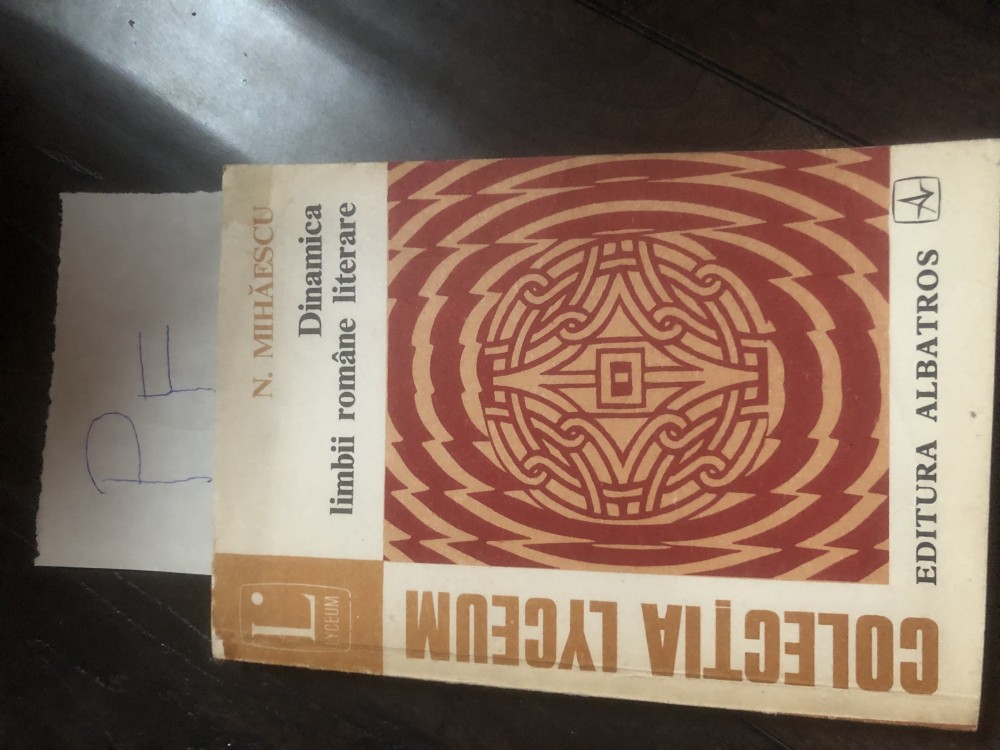 PF
N. MIHĂESCU
Dinamica
limbii române literare
L
LYCEUM
COLECȚIA LYCEUM
EDITURA ALBATROS